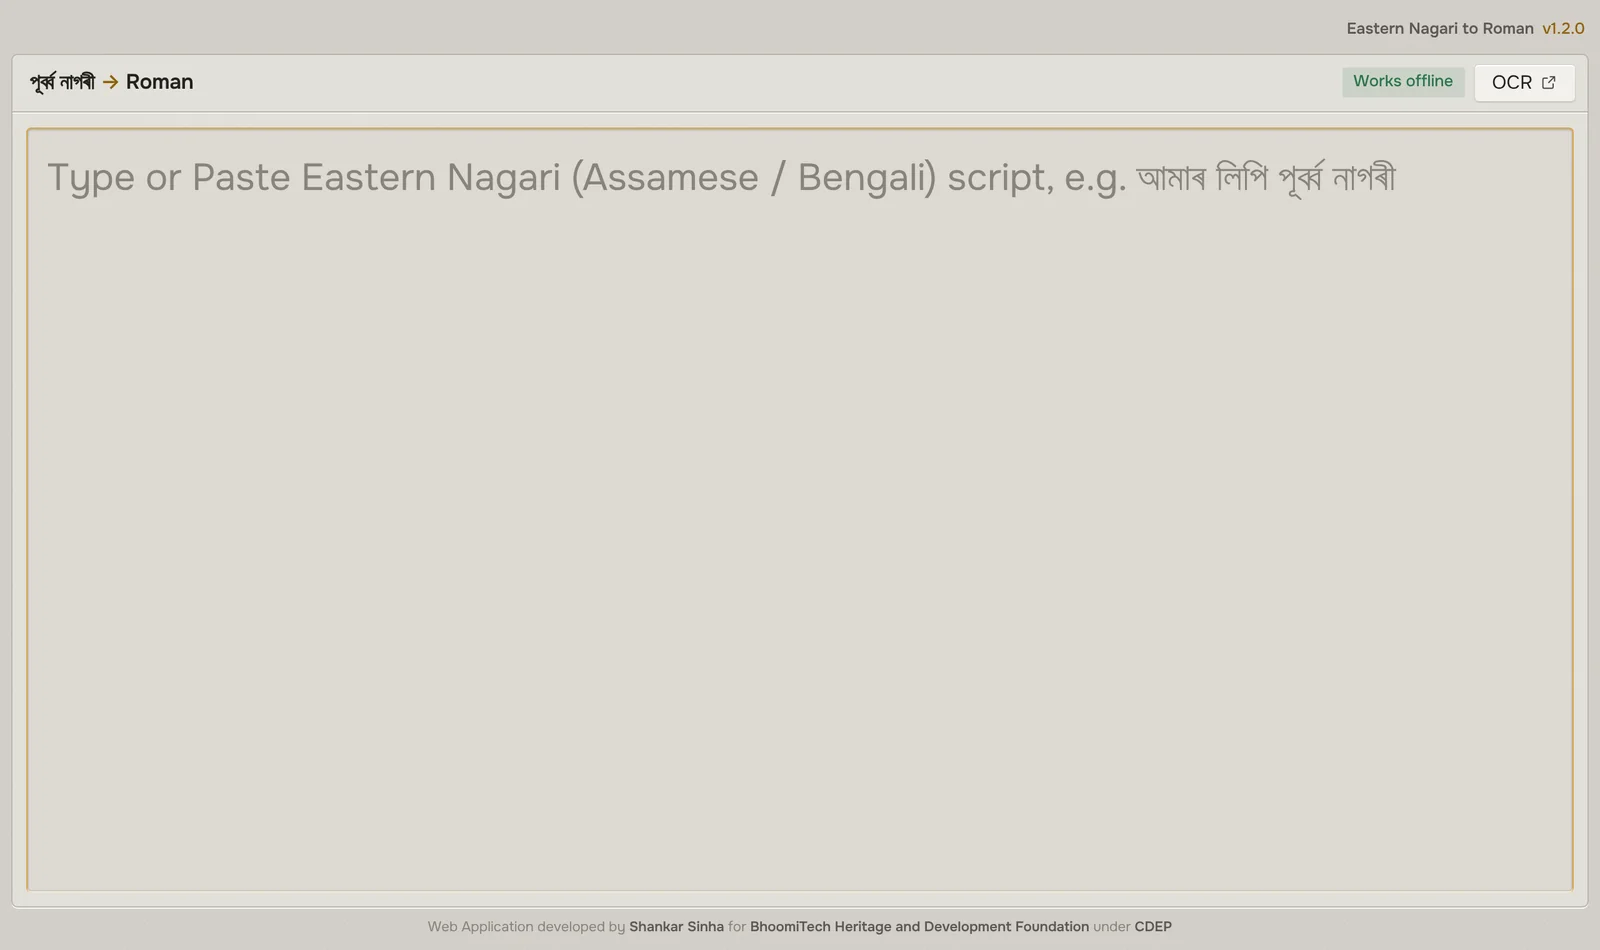 Eastern Nagari to Roman v1.2.0
পূৰ্ব্ব নাগৰী → Roman
Works offline OCR
Type or Paste Eastern Nagari (Assamese / Bengali) script, e.g. আমাৰ লিপি পূৰ্ব্ব নাগৰী
Web Application developed by Shankar Sinha for BhoomiTech Heritage and Development Foundation under CDEP